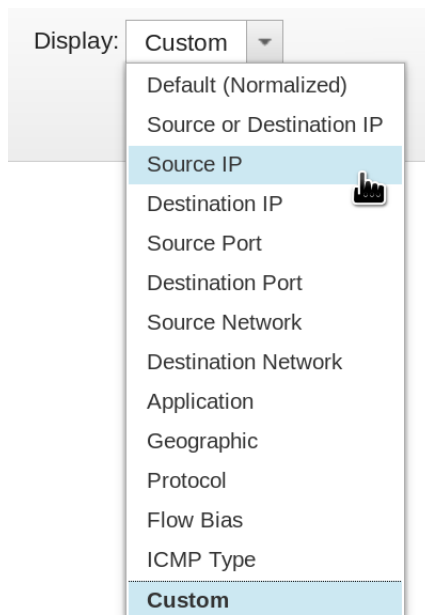 Display: Custom
Default (Normalized)
Source or Destination IP
Source IP
Destination IP
Source Port
Destination Port
Source Network
Destination Network
Application
Geographic
Protocol
Flow Bias
ICMP Type
Custom